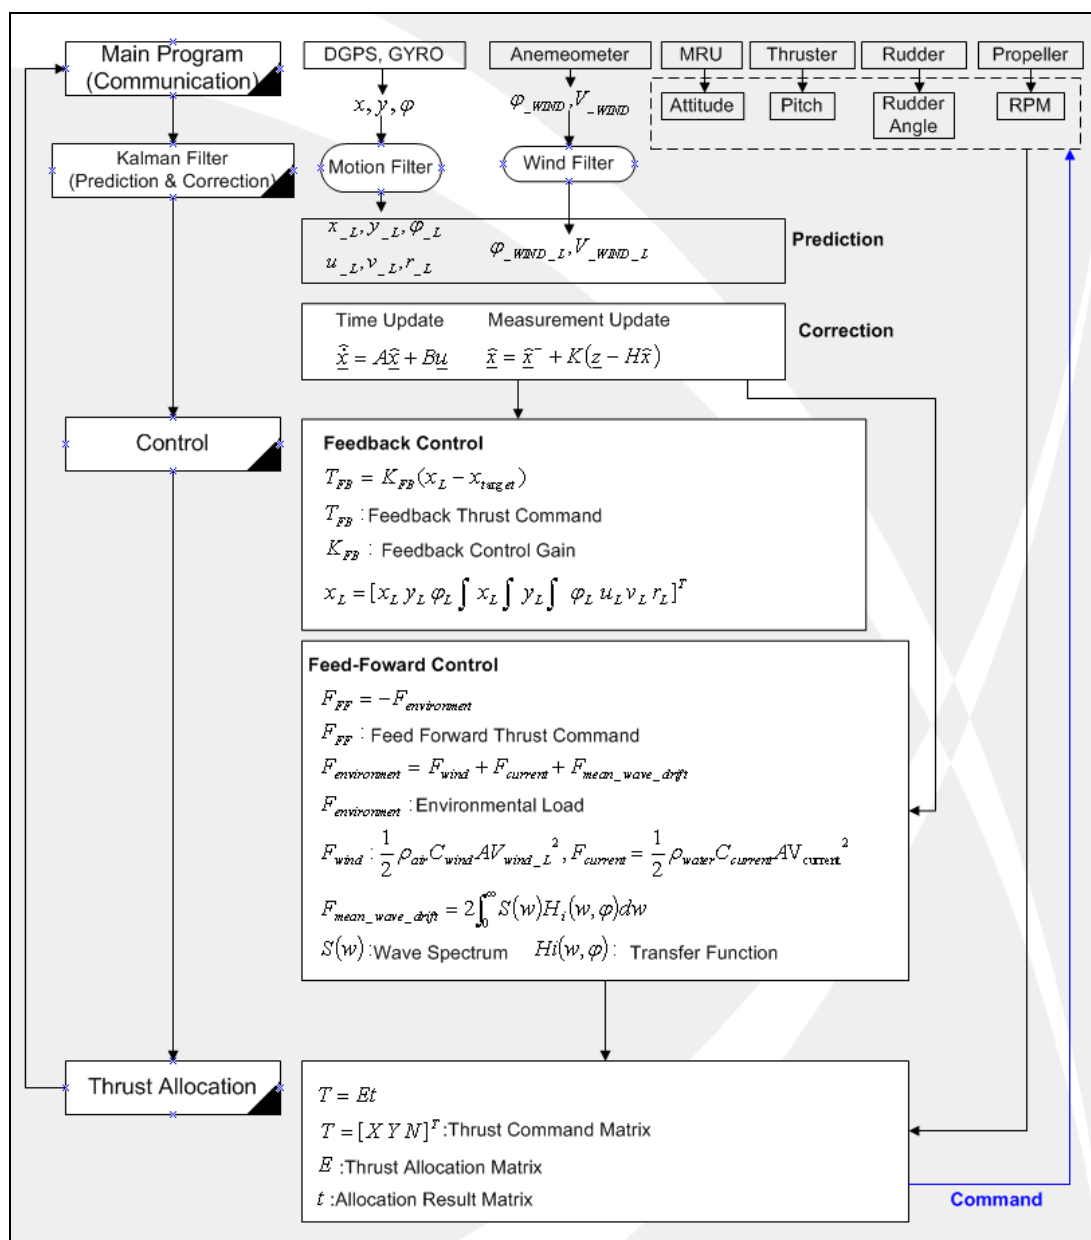 Main Program
(Communication)
DGPS, GYRO
Anemeometer
MRU
Thruster
Rudder
Propeller
x, y, φ
φ_WIND, V_WIND
Attitude
Pitch
Rudder
Angle
RPM
Kalman Filter
(Prediction & Correction)
Motion Filter
Wind Filter
x_L, y_L, φ_L
u_L, v_L, r_L
φ_WIND_L, V_WIND_L
Prediction
Time Update
Measurement Update
Correction
x̂̇ = Ax̂ + Bu
x̂ = x̂⁻ + K(z − Hx̂)
Control
Feedback Control
T_FB = K_FB(x_L − x_target)
T_FB : Feedback Thrust Command
K_FB : Feedback Control Gain
x_L = [x_L y_L φ_L ∫ x_L ∫ y_L ∫ φ_L u_L v_L r_L]^T
Feed-Foward Control
F_FF = −F_environment
F_FF : Feed Forward Thrust Command
F_environment = F_wind + F_current + F_mean_wave_drift
F_environment : Environmental Load
F_wind : 1/2 ρ_air C_wind A V_wind_L², F_current = 1/2 ρ_water C_current A V_current²
F_mean_wave_drift = 2∫₀^∞ S(w)H_i(w, φ)dw
S(w) : Wave Spectrum Hi(w, φ) : Transfer Function
Thrust Allocation
T = Et
T = [X Y N]^T : Thrust Command Matrix
E : Thrust Allocation Matrix
t : Allocation Result Matrix
Command